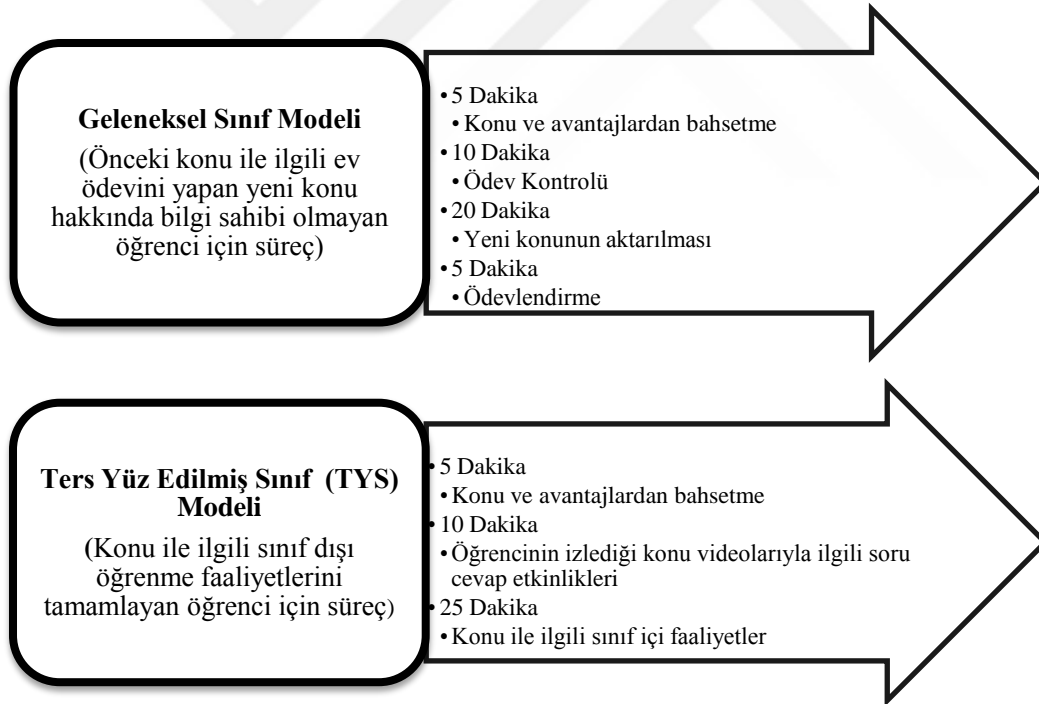 Geleneksel Sınıf Modeli
(Önceki konu ile ilgili ev
ödevini yapan yeni konu
hakkında bilgi sahibi olmayan
öğrenci için süreç)
•5 Dakika
•Konu ve avantajlardan bahsetme
•10 Dakika
•Ödev Kontrolü
•20 Dakika
•Yeni konunun aktarılması
•5 Dakika
•Ödevlendirme
Ters Yüz Edilmiş Sınıf (TYS)
Modeli
(Konu ile ilgili sınıf dışı
öğrenme faaliyetlerini
tamamlayan öğrenci için süreç)
•5 Dakika
•Konu ve avantajlardan bahsetme
•10 Dakika
•Öğrencinin izlediği konu videolarıyla ilgili soru
cevap etkinlikleri
•25 Dakika
•Konu ile ilgili sınıf içi faaliyetler